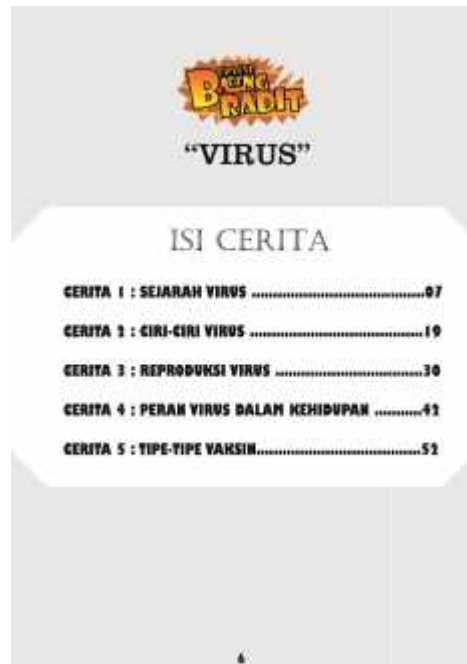 BANG
RADIT
“VIRUS”
ISI CERITA
CERITA 1 : SEJARAH VIRUS ........................................07
CERITA 2 : CIRI-CIRI VIRUS ........................................19
CERITA 3 : REPRODUKSI VIRUS ..................................30
CERITA 4 : PERAN VIRUS DALAM KEHIDUPAN ...........42
CERITA 5 : TIPE-TIPE VAKSIN......................................52
6